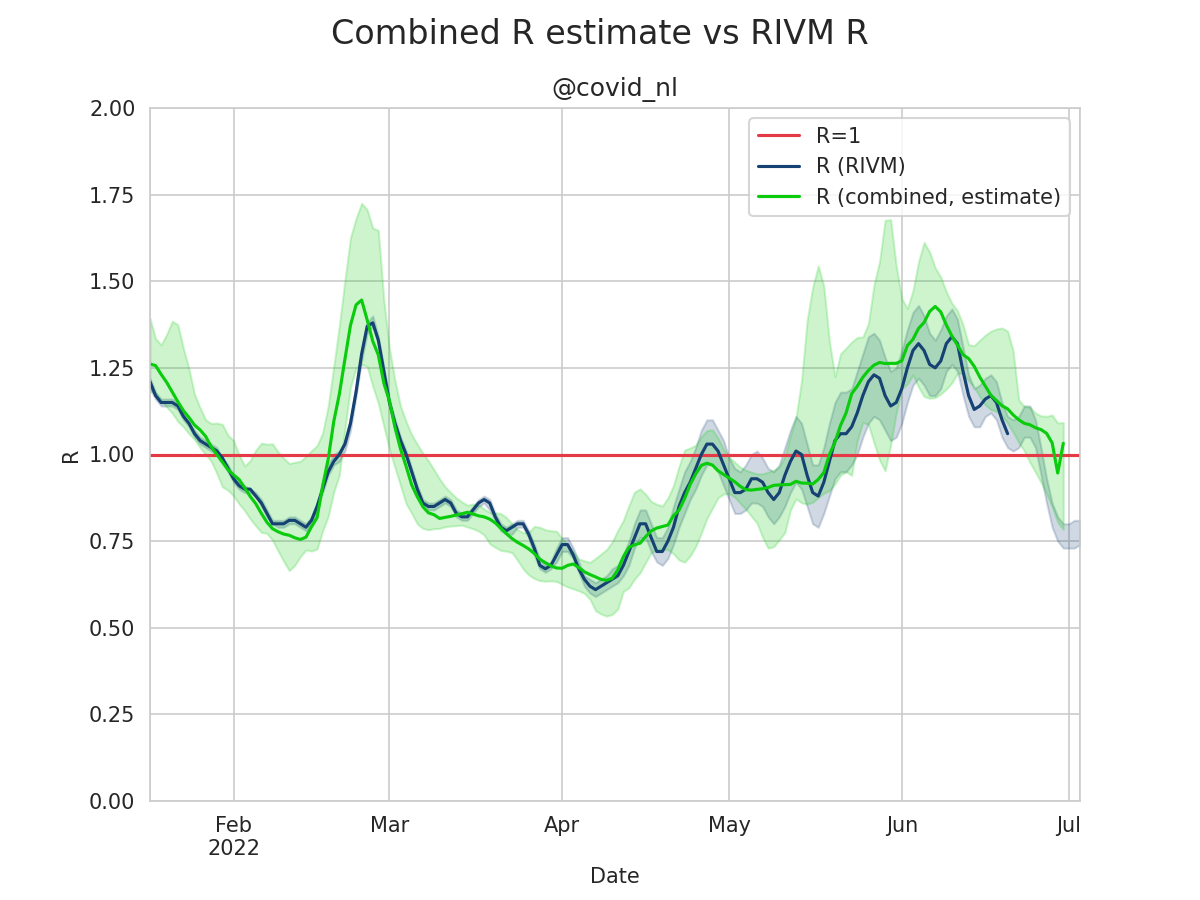 Combined R estimate vs RIVM R
@covid_nl
R=1
R (RIVM)
R (combined, estimate)
2.00
1.75
1.50
1.25
1.00
0.75
0.50
0.25
0.00
R
Feb Mar Apr May Jun Jul
2022
Date